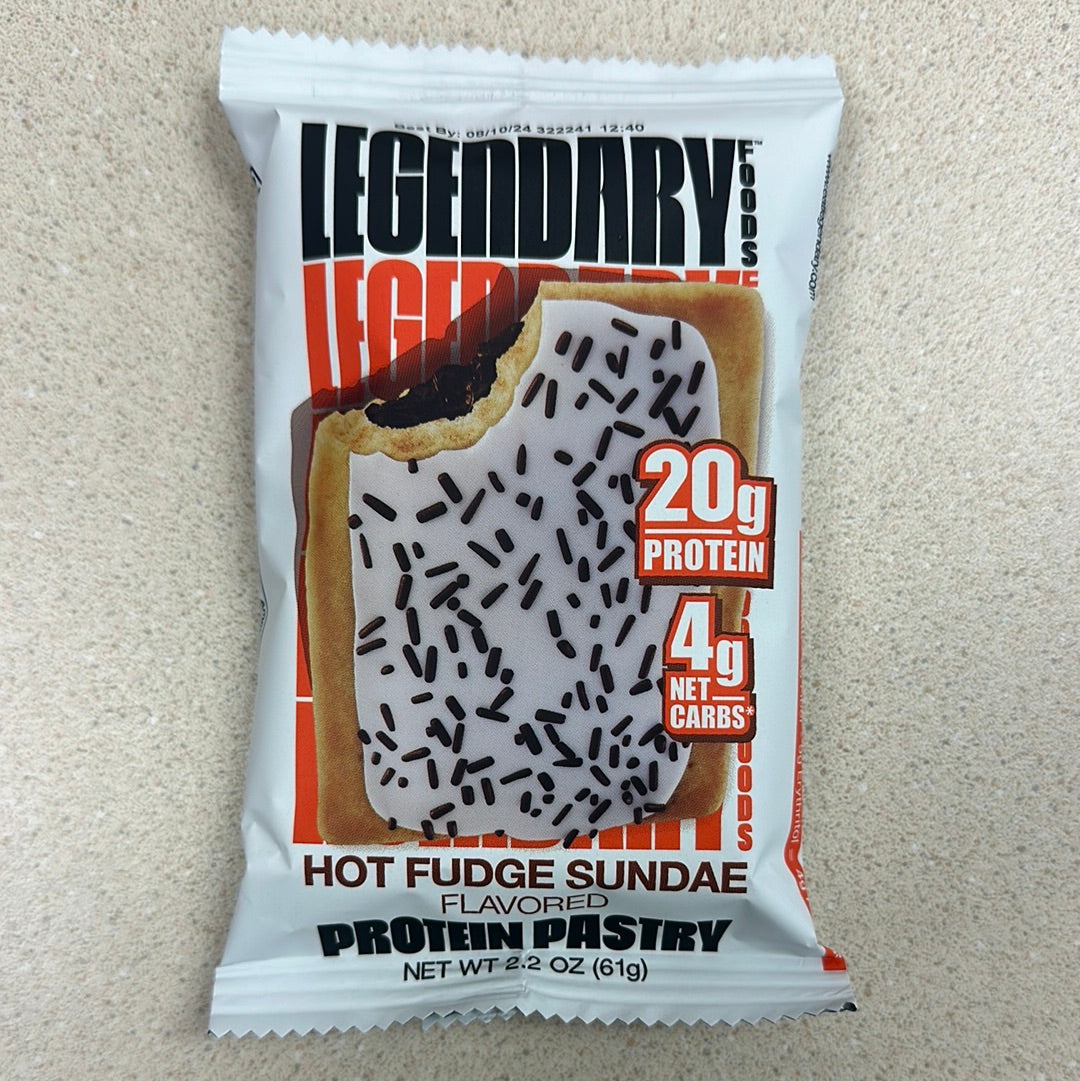 Best By: 08/10/24 322241 12:40
LEGENDARY™
FOODS
LEGENDARY
20g
PROTEIN
4g
NET
CARBS*
HOT FUDGE SUNDAE
FLAVORED
PROTEIN PASTRY
NET WT 2.2 OZ (61g)